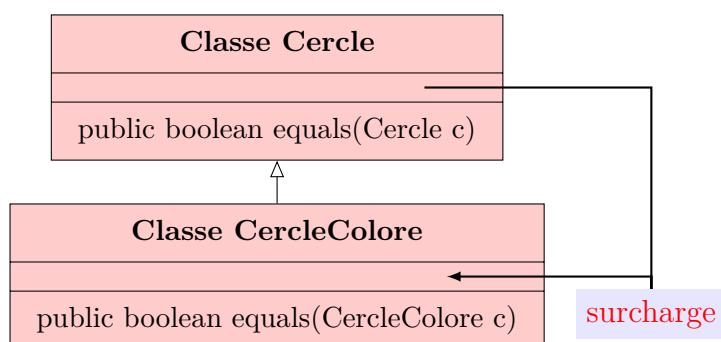 Classe Cercle
public boolean equals(Cercle c)
Classe CercleColore
public boolean equals(CercleColore c)
surcharge